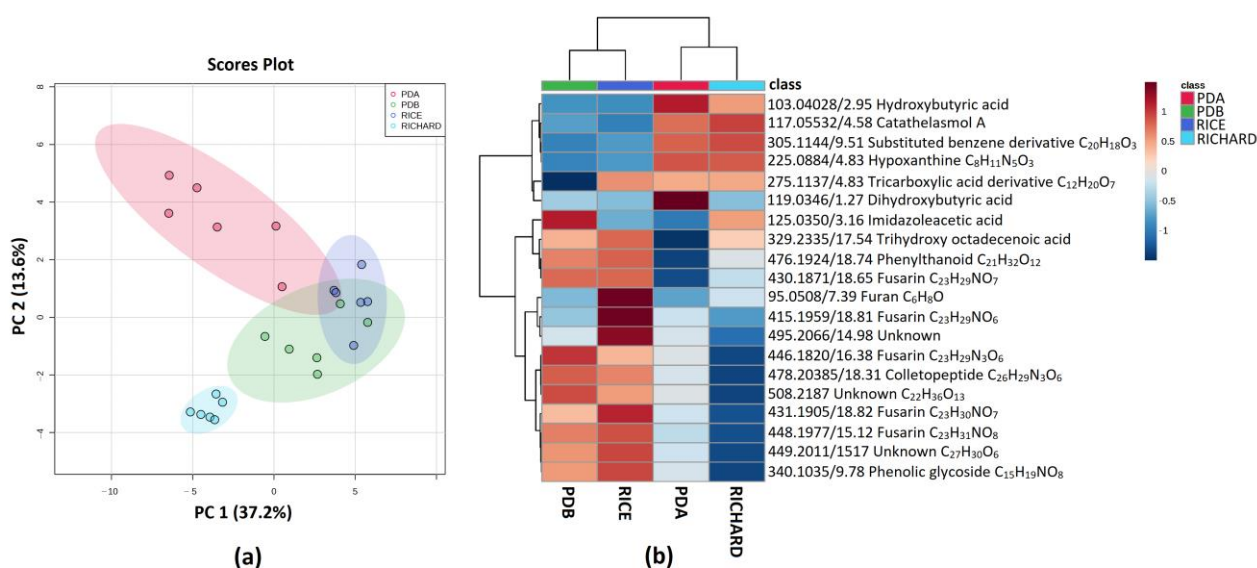 Scores Plot
PDA
PDB
RICE
RICHARD
8
6
4
2
0
−2
−4
PC 2 (13.6%)
−10
−5
0
5
PC 1 (37.2%)
(a)
class
103.04028/2.95 Hydroxybutyric acid
117.05532/4.58 Catathelasmol A
305.1144/9.51 Substituted benzene derivative C₂₀H₁₈O₃
225.0884/4.83 Hypoxanthine C₈H₁₁N₅O₃
275.1137/4.83 Tricarboxylic acid derivative C₁₂H₂₀O₇
119.0346/1.27 Dihydroxybutyric acid
125.0350/3.16 Imidazoleacetic acid
329.2335/17.54 Trihydroxy octadecenoic acid
476.1924/18.74 Phenylthanoid C₂₁H₃₂O₁₂
430.1871/18.65 Fusarin C₂₃H₂₉NO₇
95.0508/7.39 Furan C₆H₈O
415.1959/18.81 Fusarin C₂₃H₂₉NO₆
495.2066/14.98 Unknown
446.1820/16.38 Fusarin C₂₃H₂₉N₃O₆
478.20385/18.31 Colletopeptide C₂₆H₂₉N₃O₆
508.2187 Unknown C₂₂H₃₆O₁₃
431.1905/18.82 Fusarin C₂₃H₃₀NO₇
448.1977/15.12 Fusarin C₂₃H₃₁NO₈
449.2011/1517 Unknown C₂₇H₃₀O₆
340.1035/9.78 Phenolic glycoside C₁₅H₁₉NO₈
PDB
RICE
PDA
RICHARD
(b)
1
0.5
0
0.5
1
class
PDA
PDB
RICE
RICHARD